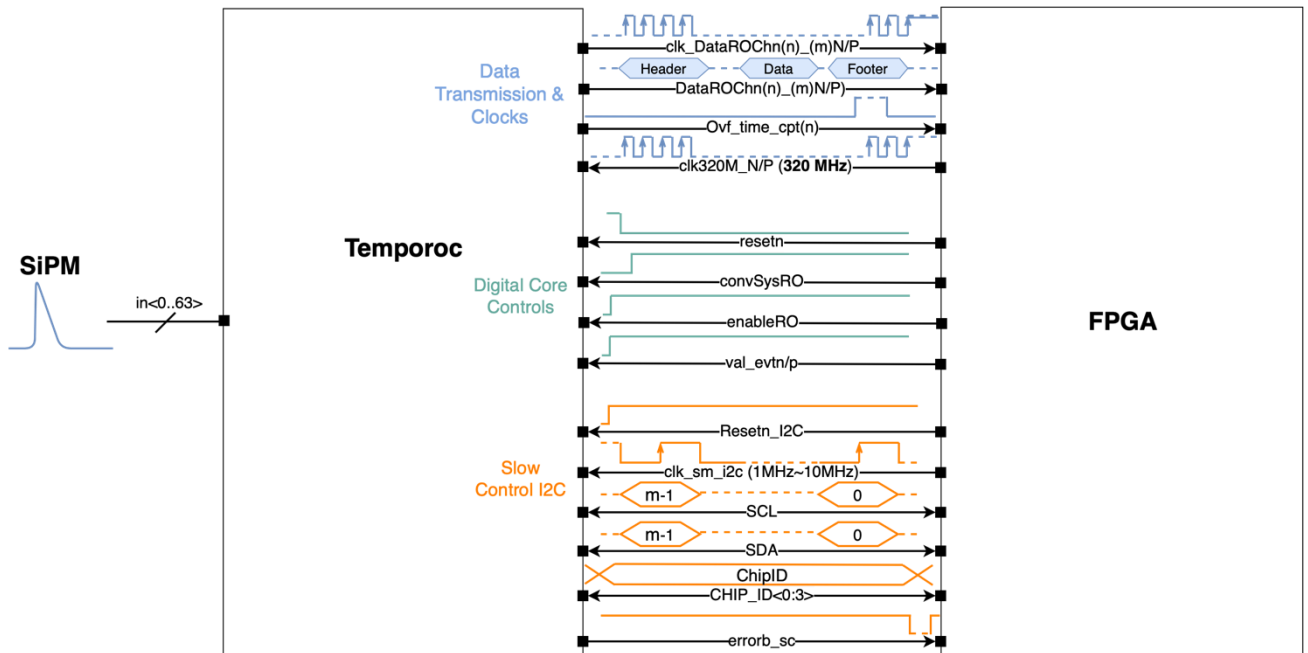 clk_DataROChn(n)_(m)N/P
Header
Data
Footer
Data
Transmission &
Clocks
DataROChn(n)_(m)N/P)
Ovf_time_cpt(n)
clk320M_N/P (320 MHz)
Temporoc
resetn
SiPM
in<0..63>
Digital Core
Controls
convSysRO
enableRO
FPGA
val_evtn/p
Resetn_I2C
Slow
Control I2C
clk_sm_i2c (1MHz~10MHz)
m-1
0
SCL
m-1
0
SDA
ChipID
CHIP_ID<0:3>
errorb_sc